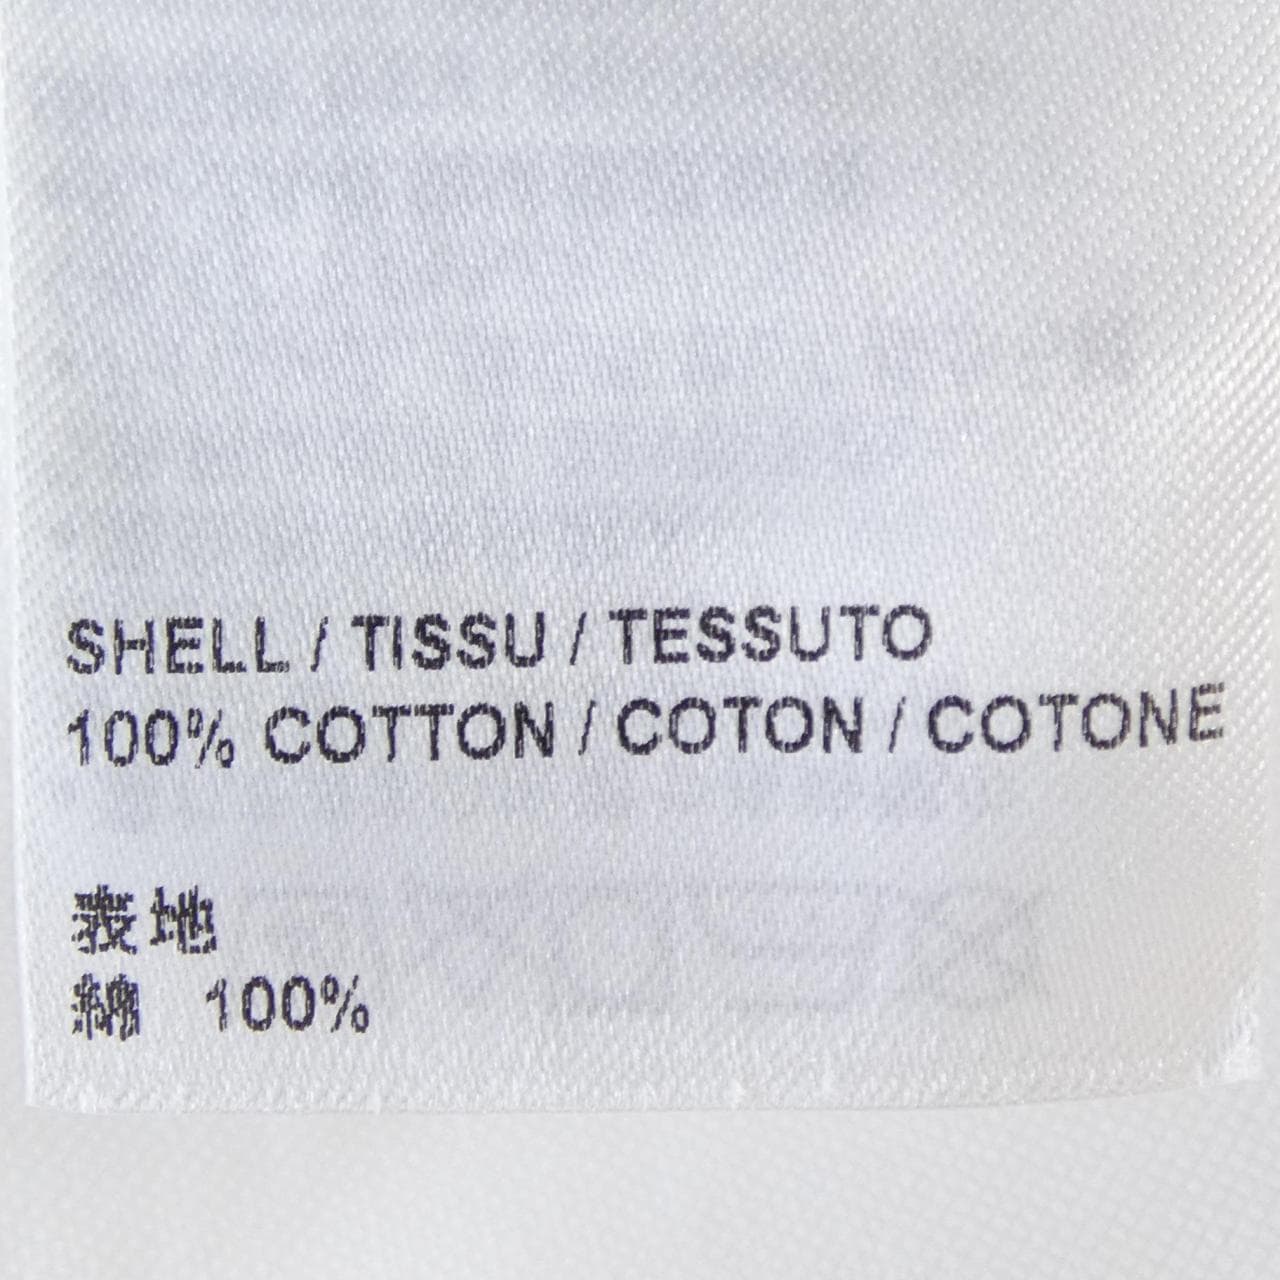 SHELL / TISSU / TESSUTO
100% COTTON / COTON / COTONE
表地
綿 100%